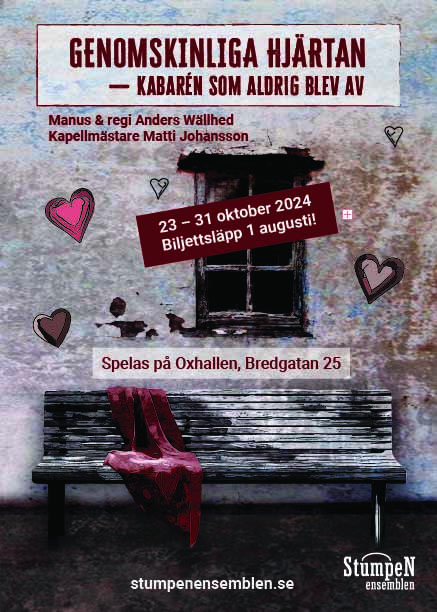 GENOMSKINLIGA HJÄRTAN
— KABARÉN SOM ALDRIG BLEV AV
Manus & regi Anders Wällhed
Kapellmästare Matti Johansson
23 – 31 oktober 2024
Biljettsläpp 1 augusti!
Spelas på Oxhallen, Bredgatan 25
StumpeN
ensemblen
stumpenensemblen.se